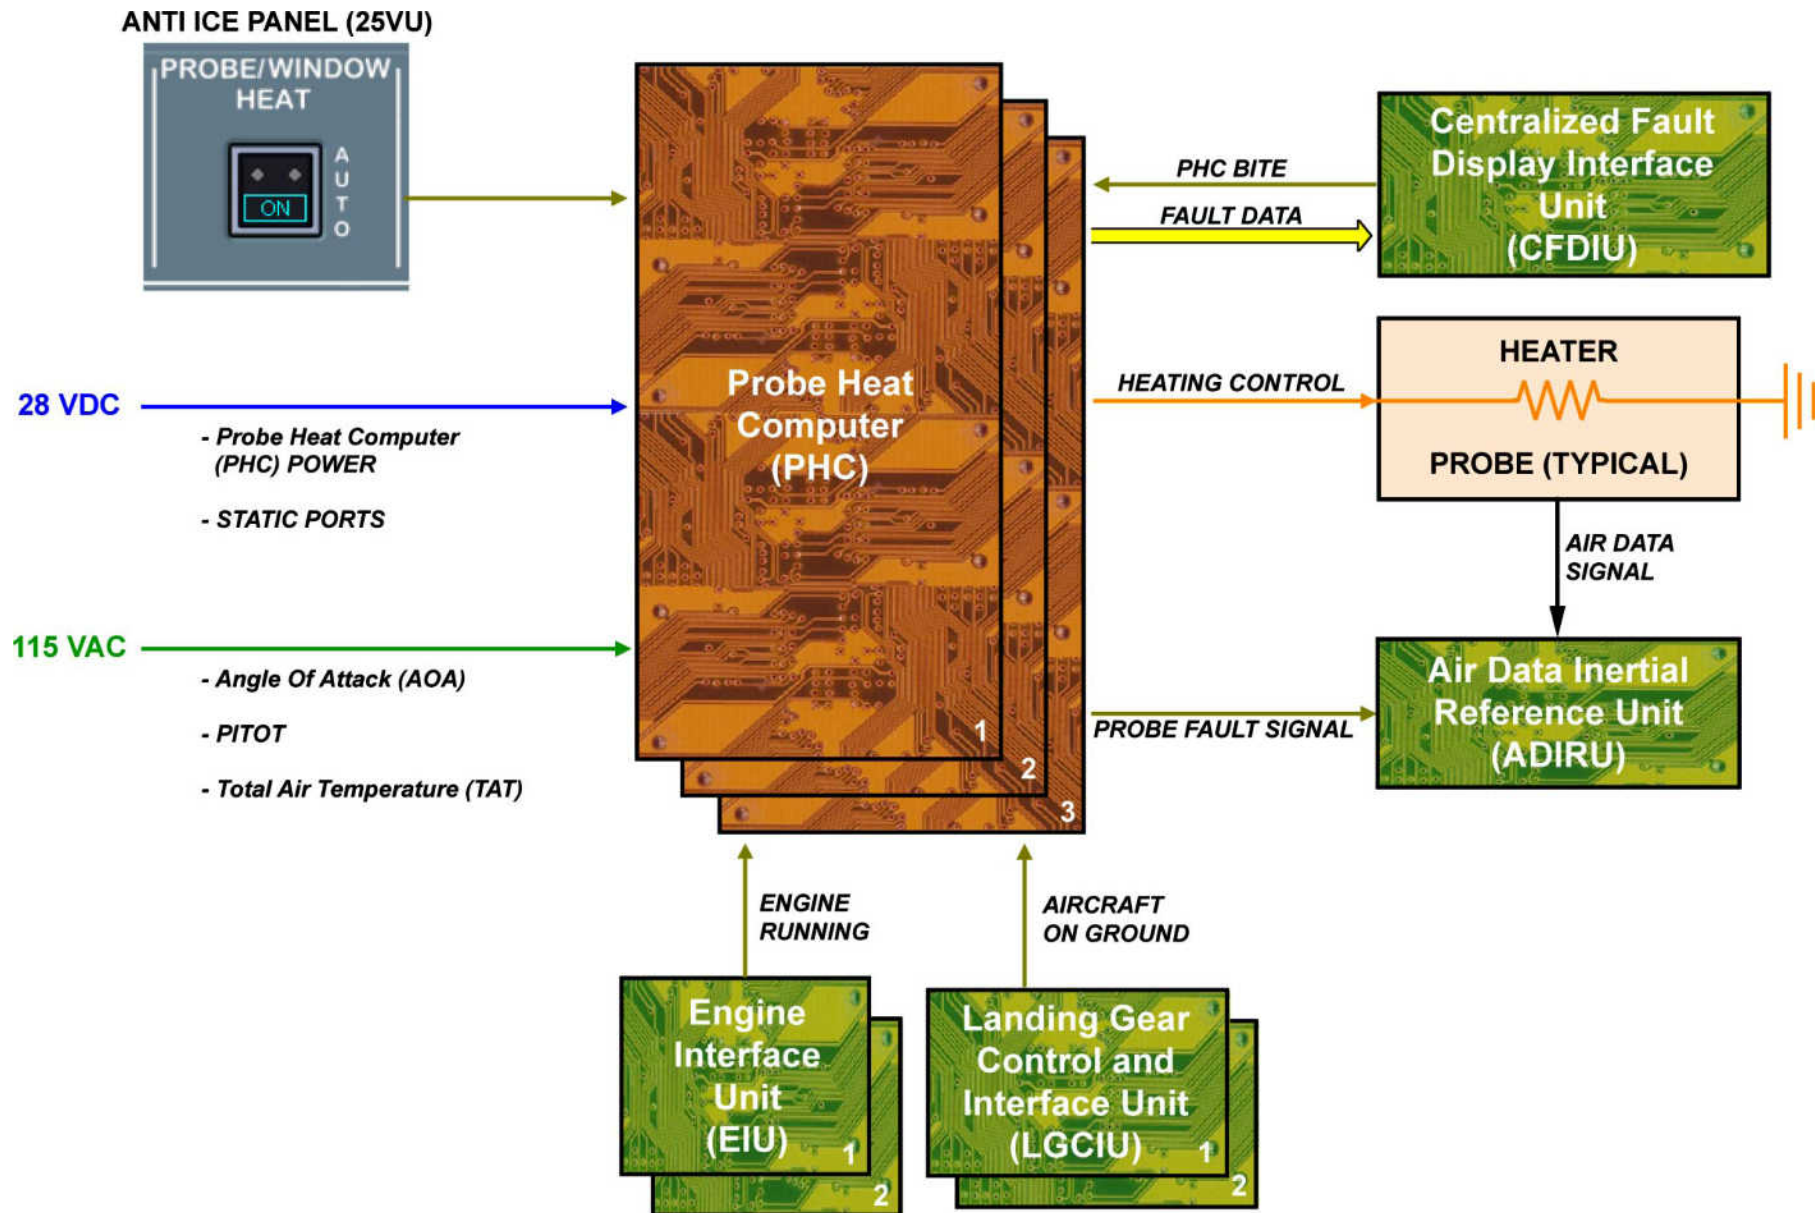 ANTI ICE PANEL (25VU)
PROBE/WINDOW
HEAT
ON
A
U
T
O
28 VDC
- Probe Heat Computer
(PHC) POWER
- STATIC PORTS
115 VAC
- Angle Of Attack (AOA)
- PITOT
- Total Air Temperature (TAT)
Probe Heat
Computer
(PHC)
1
2
3
PHC BITE
FAULT DATA
Centralized Fault
Display Interface
Unit
(CFDIU)
HEATING CONTROL
HEATER
PROBE (TYPICAL)
AIR DATA
SIGNAL
PROBE FAULT SIGNAL
Air Data Inertial
Reference Unit
(ADIRU)
ENGINE
RUNNING
AIRCRAFT
ON GROUND
Engine
Interface
Unit
(EIU)
1
2
Landing Gear
Control and
Interface Unit
(LGCIU)
1
2